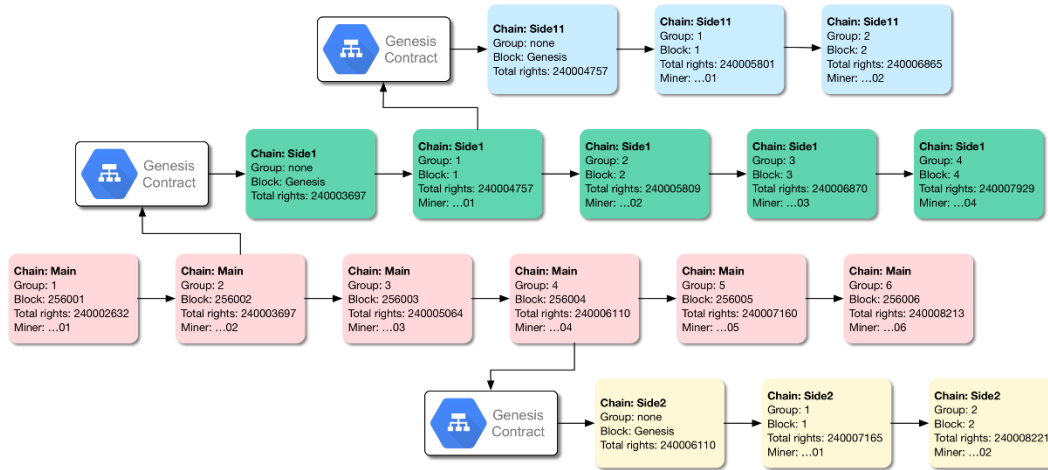 Genesis
Contract
Chain: Side11
Group: none
Block: Genesis
Total rights: 240004757
Chain: Side11
Group: 1
Block: 1
Total rights: 240005801
Miner: ...01
Chain: Side11
Group: 2
Block: 2
Total rights: 240006865
Miner: ...02
Genesis
Contract
Chain: Side1
Group: none
Block: Genesis
Total rights: 240003697
Chain: Side1
Group: 1
Block: 1
Total rights: 240004757
Miner: ...01
Chain: Side1
Group: 2
Block: 2
Total rights: 240005809
Miner: ...02
Chain: Side1
Group: 3
Block: 3
Total rights: 240006870
Miner: ...03
Chain: Side1
Group: 4
Block: 4
Total rights: 240007929
Miner: ...04
Chain: Main
Group: 1
Block: 256001
Total rights: 240002632
Miner: ...01
Chain: Main
Group: 2
Block: 256002
Total rights: 240003697
Miner: ...02
Chain: Main
Group: 3
Block: 256003
Total rights: 240005064
Miner: ...03
Chain: Main
Group: 4
Block: 256004
Total rights: 240006110
Miner: ...04
Chain: Main
Group: 5
Block: 256005
Total rights: 240007160
Miner: ...05
Chain: Main
Group: 6
Block: 256006
Total rights: 240008213
Miner: ...06
Genesis
Contract
Chain: Side2
Group: none
Block: Genesis
Total rights: 240006110
Chain: Side2
Group: 1
Block: 1
Total rights: 240007165
Miner: ...01
Chain: Side2
Group: 2
Block: 2
Total rights: 240008221
Miner: ...02